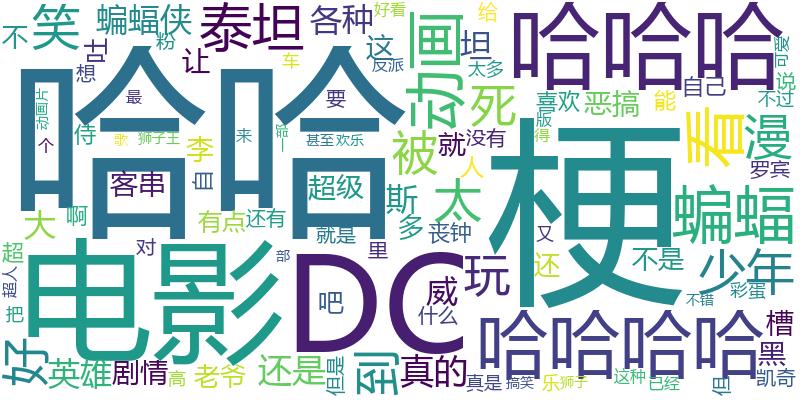 不
笑
蝙蝠侠
粉
吐
泰坦
各种
好看
给
哈哈哈
让
这
反派
车
坦
太多
动画
想
哈哈
最
要
死
喜欢
恶搞
能
自己
看
说
可爱
不过
动画片
个
侍
歌
狮子王
来
一
甚至
欢乐
被
就
没有
版
得
梗
漫
罗宾
李
客串
自
超级
斯
太
人
蝙蝠
大
啊
有点
还有
多
丧钟
就是
又
还
不是
少年
超
超人
对
里
部
把
电影
DC
吧
威
什么
玩
彩蛋
不错
哈哈哈哈
槽
好
英雄
剧情
高
老爷
还是
但是
到
真的
真是
搞笑
乐
狮子
这种
已经
但
黑
凯奇